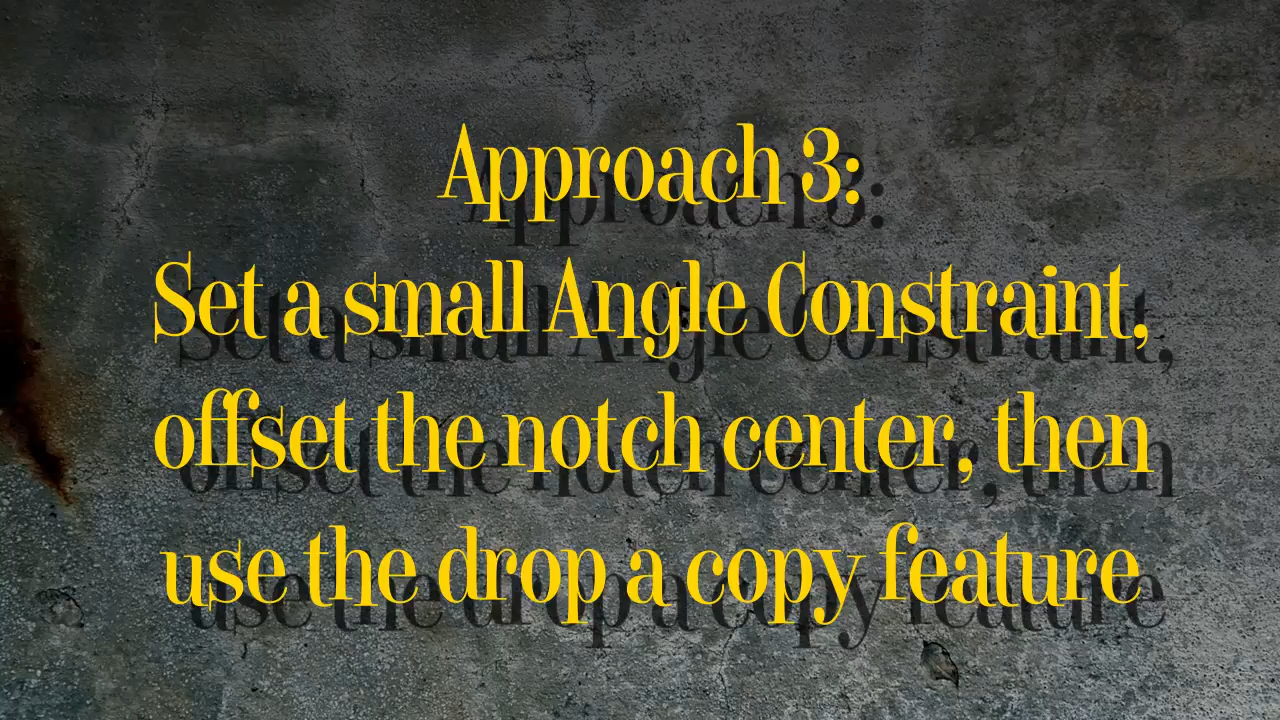 Approach 3:
Set a small Angle Constraint,
offset the notch center, then
use the drop a copy feature